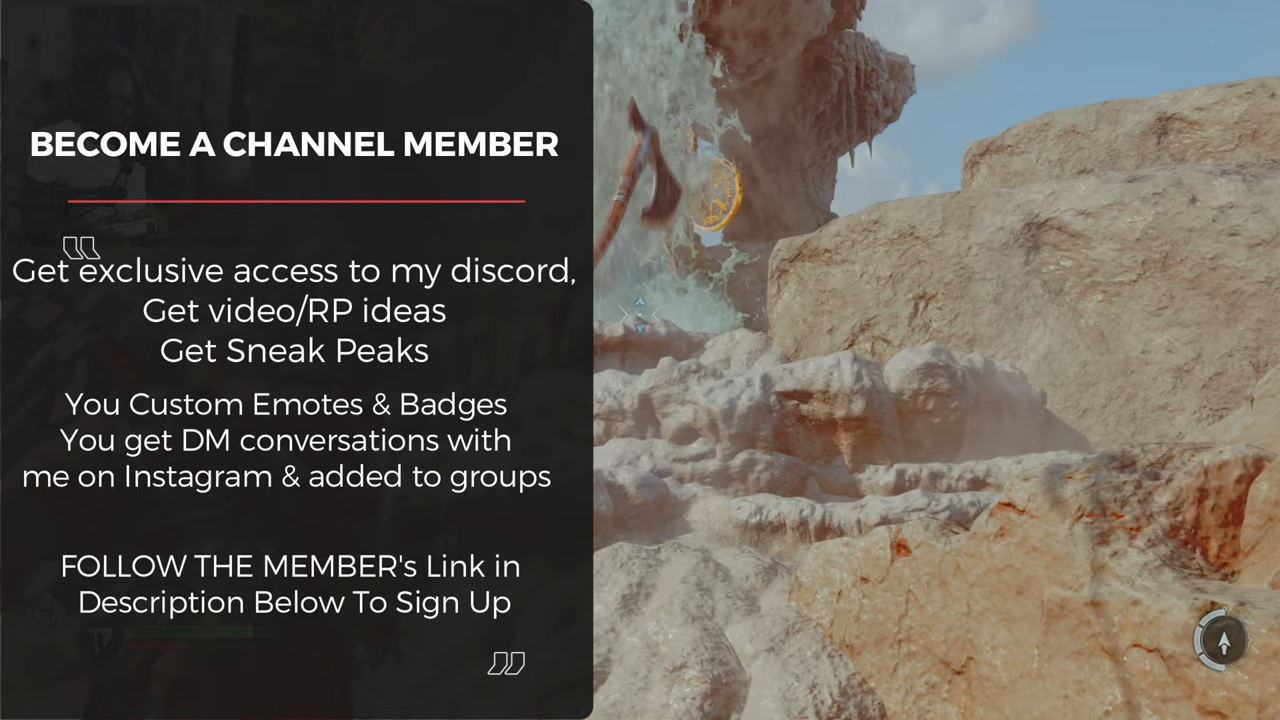 BECOME A CHANNEL MEMBER
Get exclusive access to my discord,
Get video/RP ideas
Get Sneak Peaks
You Custom Emotes & Badges
You get DM conversations with
me on Instagram & added to groups
FOLLOW THE MEMBER's Link in
Description Below To Sign Up